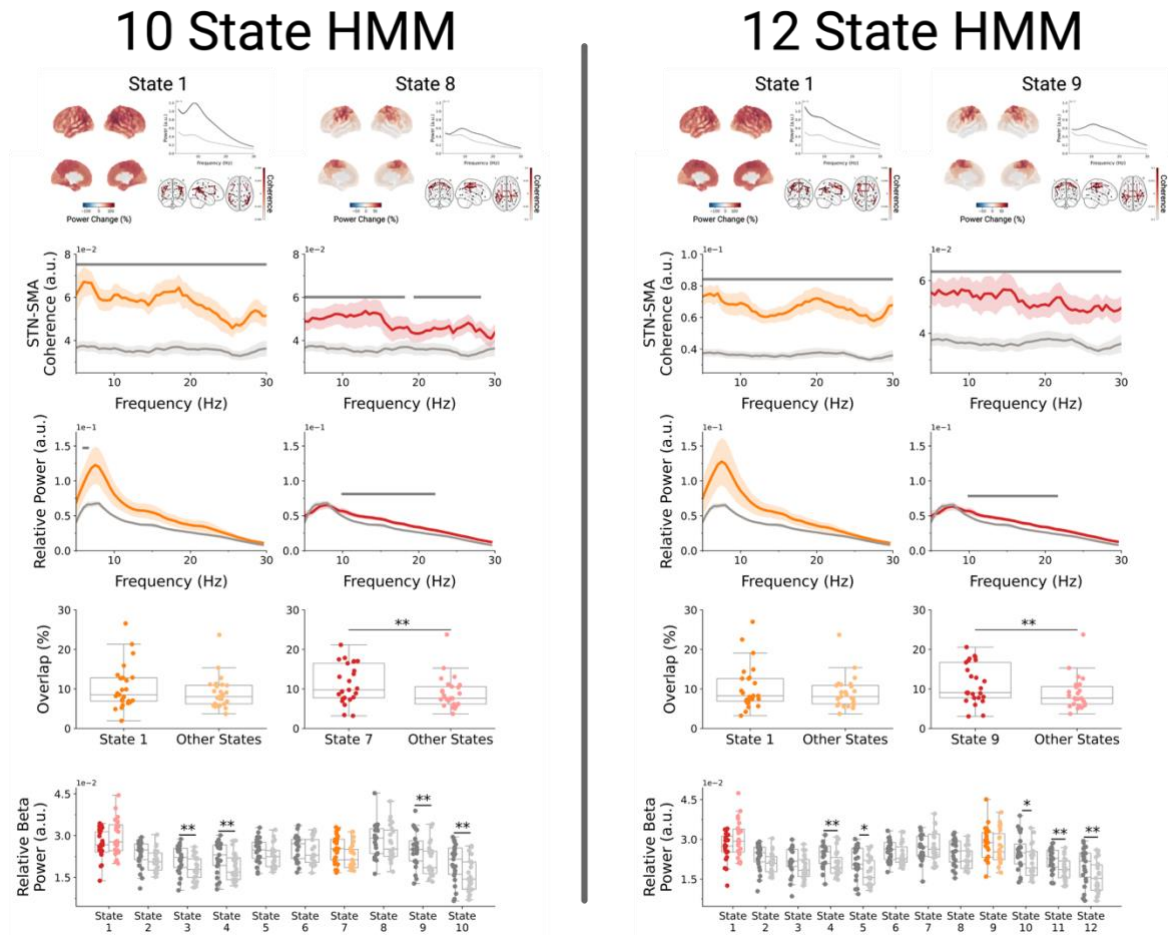 10 State HMM
12 State HMM
State 1
State 8
State 1
State 9
Power (a.u.)
Frequency (Hz)
Power (a.u.)
Frequency (Hz)
Power (a.u.)
Frequency (Hz)
Power (a.u.)
Frequency (Hz)
Power Change (%)
Power Change (%)
Coherence
Power Change (%)
Power Change (%)
Coherence
STN-SMA
Coherence (a.u.)
1e−2
8
6
4
10 20 30
Frequency (Hz)
1e−2
8
6
4
10 20 30
Frequency (Hz)
STN-SMA
Coherence (a.u.)
1e−1
1.0
0.8
0.6
0.4
10 20 30
Frequency (Hz)
1e−2
6
4
10 20 30
Frequency (Hz)
Relative Power (a.u.)
1e−1
1.5
1.0
0.5
0.0
10 20 30
Frequency (Hz)
1e−1
1.5
1.0
0.5
0.0
10 20 30
Frequency (Hz)
Relative Power (a.u.)
1e−1
1.5
1.0
0.5
0.0
10 20 30
Frequency (Hz)
1e−1
1.5
1.0
0.5
0.0
10 20 30
Frequency (Hz)
Overlap (%)
30
20
10
0
State 1 Other States
30
20
10
0
**
State 7 Other States
Overlap (%)
30
20
10
0
State 1 Other States
30
20
10
0
**
State 9 Other States
Relative Beta
Power (a.u.)
1e−2
4.5
3.0
1.5
** ** ** **
State State State State State State State State State State
1 2 3 4 5 6 7 8 9 10
Relative Beta
Power (a.u.)
1e−2
4.5
3.0
1.5
** * * ** **
State State State State State State State State State State State State
1 2 3 4 5 6 7 8 9 10 11 12